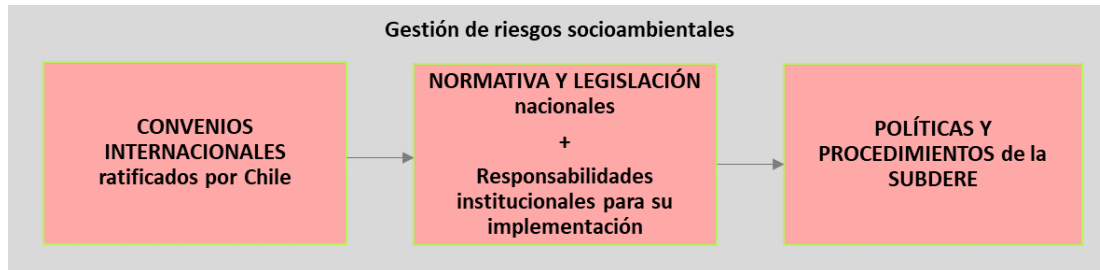 Gestión de riesgos socioambientales
CONVENIOS
INTERNACIONALES
ratificados por Chile
NORMATIVA Y LEGISLACIÓN
nacionales
+
Responsabilidades
institucionales para su
implementación
POLÍTICAS Y
PROCEDIMIENTOS de la
SUBDERE